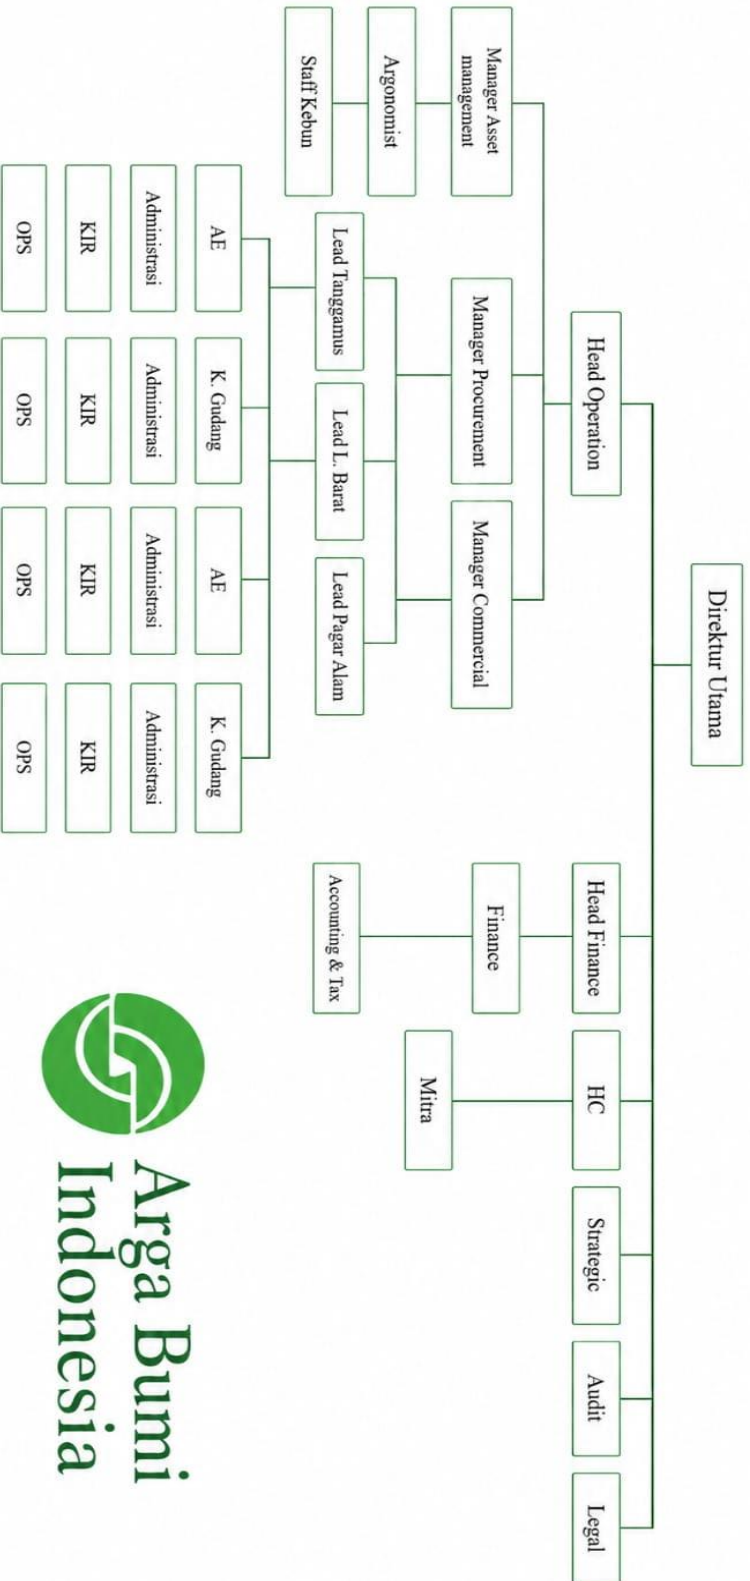 Direktur Utama
Head Operation
Head Finance
HC
Strategic
Audit
Legal
Manager Asset
management
Manager Procurement
Manager Commercial
Finance
Mitra
Argonomist
Staff Kebun
Lead Tanggamus
Lead L. Barat
Lead Pagar Alam
Accounting & Tax
AE
K. Gudang
AE
K. Gudang
Administrasi
Administrasi
Administrasi
Administrasi
KIR
KIR
KIR
KIR
OPS
OPS
OPS
OPS
Arga Bumi
Indonesia